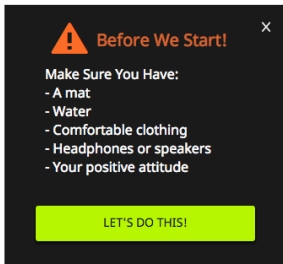 Before We Start!
Make Sure You Have:
- A mat
- Water
- Comfortable clothing
- Headphones or speakers
- Your positive attitude
LET'S DO THIS!